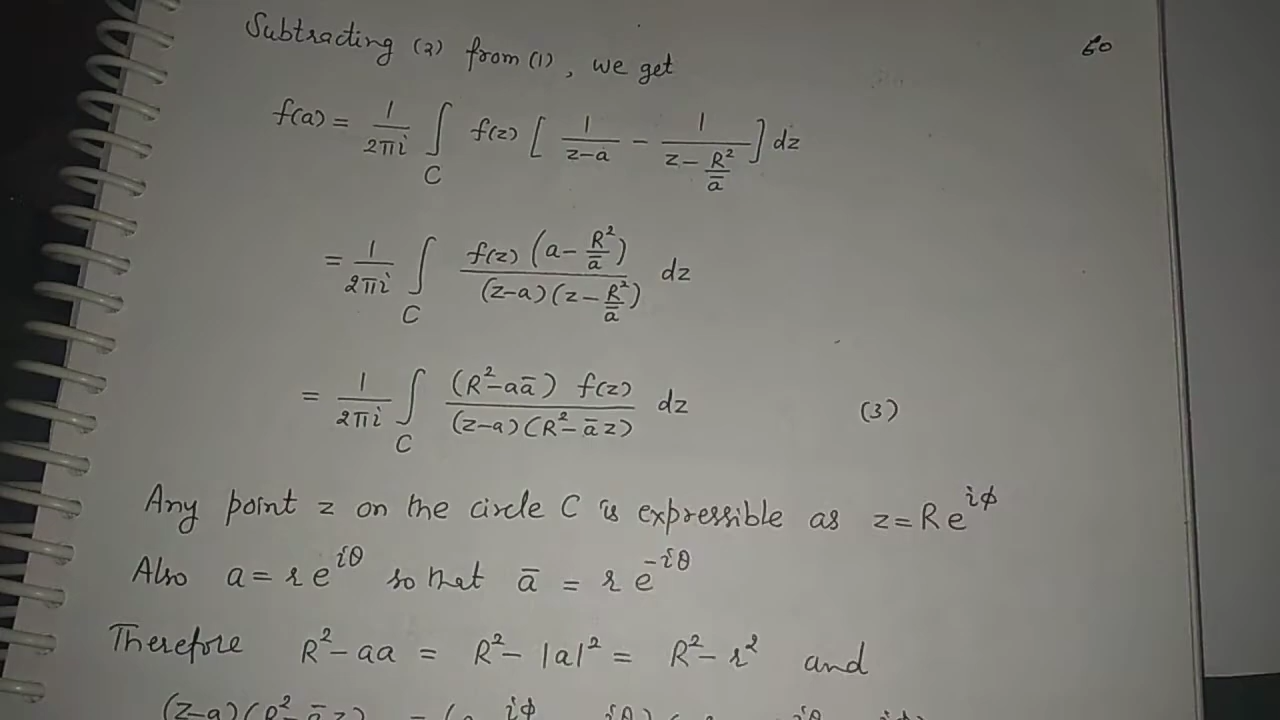 60
Subtracting (2) from (1), we get
f(a) = 1/2πi ∫_C f(z) [ 1/(z-a) - 1/(z - R²/ā) ] dz
= 1/2πi ∫_C f(z) (a - R²/ā) / (z-a)(z - R²/ā) dz
= 1/2πi ∫_C (R²-aā) f(z) / (z-a)(R²-āz) dz (3)
Any point z on the circle C is expressible as z = Re^{iϕ}
Also a = re^{iθ} so that ā = re^{-iθ}
Therefore R²-aa = R²-|a|² = R²-r² and
(z-a)(R²-āz) =